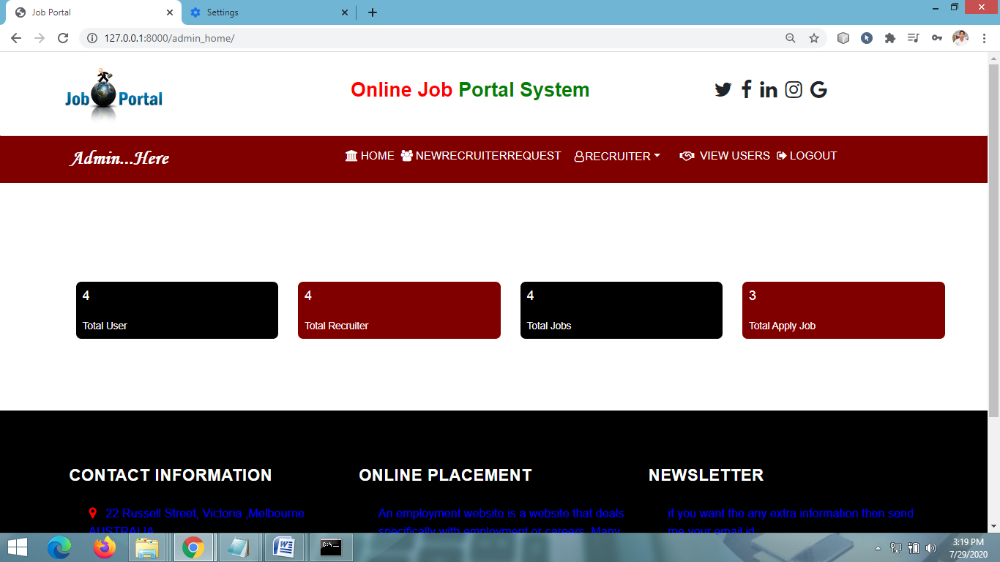 Job Portal
Settings
127.0.0.1:8000/admin_home/
Job Portal
Online Job Portal System
Admin...Here
HOME NEWRECRUITERREQUEST RECRUITER VIEW USERS LOGOUT
4
Total User
4
Total Recruiter
4
Total Jobs
3
Total Apply Job
CONTACT INFORMATION
22 Russell Street, Victoria ,Melbourne
AUSTRALIA
ONLINE PLACEMENT
An employment website is a website that deals
specifically with employment or careers. Many
NEWSLETTER
if you want the any extra information then send
me your email id
C:\
3:19 PM
7/29/2020